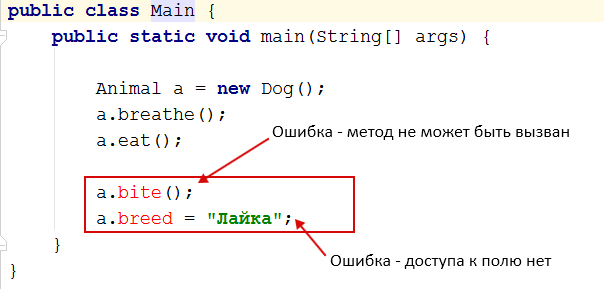 public class Main {
public static void main(String[] args) {
Animal a = new Dog();
a.breathe();
a.eat();
Ошибка - метод не может быть вызван
a.bite();
a.breed = "Лайка";
}
Ошибка - доступа к полю нет
}